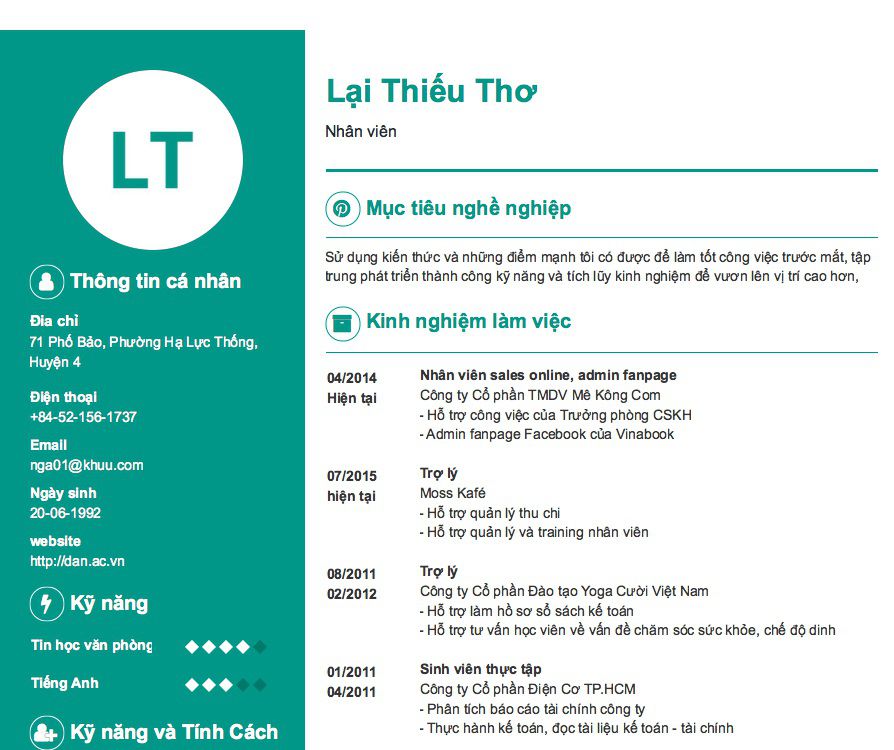 LT
Thông tin cá nhân
Địa chỉ
71 Phố Bảo, Phường Hạ Lực Thống,
Huyện 4
Điện thoại
+84-52-156-1737
Email
nga01@khuu.com
Ngày sinh
20-06-1992
website
http://dan.ac.vn
Kỹ năng
Tin học văn phòng
Tiếng Anh
Kỹ năng và Tính Cách
Lại Thiếu Thơ
Nhân viên
Mục tiêu nghề nghiệp
Sử dụng kiến thức và những điểm mạnh tôi có được để làm tốt công việc trước mắt, tập
trung phát triển thành công kỹ năng và tích lũy kinh nghiệm để vươn lên vị trí cao hơn,
Kinh nghiệm làm việc
04/2014
Hiện tại
Nhân viên sales online, admin fanpage
Công ty Cổ phần TMDV Mê Kông Com
- Hỗ trợ công việc của Trưởng phòng CSKH
- Admin fanpage Facebook của Vinabook
07/2015
hiện tại
Trợ lý
Moss Kafé
- Hỗ trợ quản lý thu chi
- Hỗ trợ quản lý và training nhân viên
08/2011
02/2012
Trợ lý
Công ty Cổ phần Đào tạo Yoga Cười Việt Nam
- Hỗ trợ làm hồ sơ sổ sách kế toán
- Hỗ trợ tư vấn học viên về vấn đề chăm sóc sức khỏe, chế độ dinh
01/2011
04/2011
Sinh viên thực tập
Công ty Cổ phần Điện Cơ TP.HCM
- Phân tích báo cáo tài chính công ty
- Thực hành kế toán, đọc tài liệu kế toán - tài chính